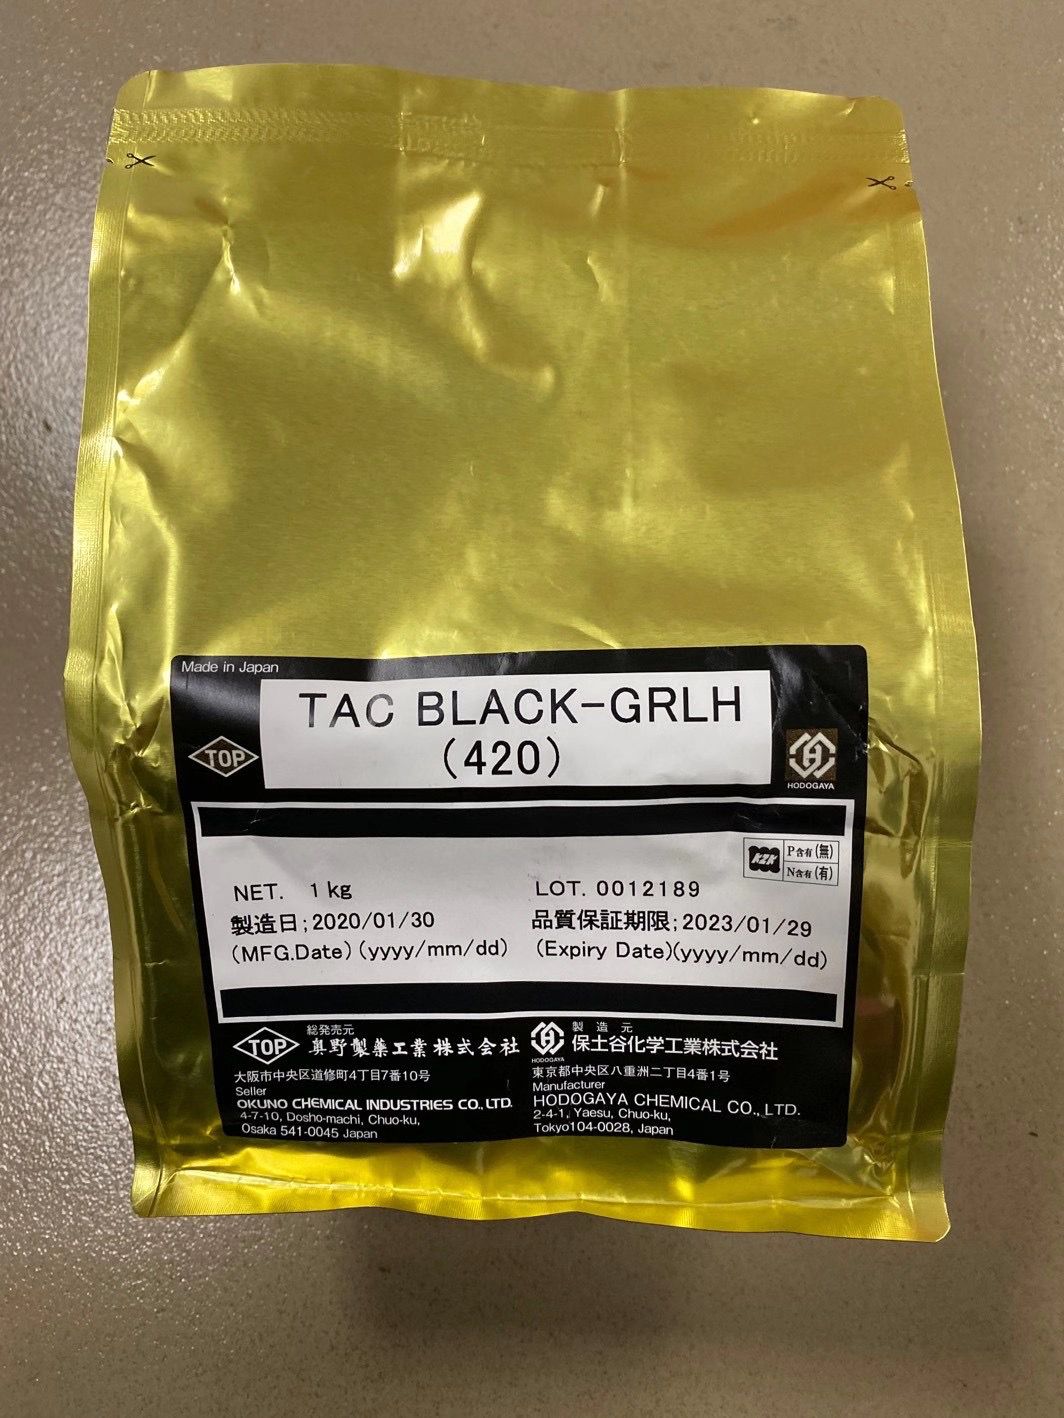 Made in Japan
TAC BLACK-GRLH
(420)
TOP
HODOGAYA
P含有(無)
N含有(有)
NET. 1 kg
LOT. 0012189
製造日;2020/01/30
品質保証期限;2023/01/29
(MFG.Date) (yyyy/mm/dd)
(Expiry Date)(yyyy/mm/dd)
総発売元
TOP
奥野製薬工業株式会社
大阪市中央区道修町4丁目7番10号
Seller
OKUNO CHEMICAL INDUSTRIES CO.,LTD.
4-7-10, Dosho-machi, Chuo-ku,
Osaka 541-0045 Japan
製造元
HODOGAYA
保土谷化学工業株式会社
東京都中央区八重洲二丁目4番1号
Manufacturer
HODOGAYA CHEMICAL CO.,LTD.
2-4-1, Yaesu, Chuo-ku,
Tokyo104-0028, Japan